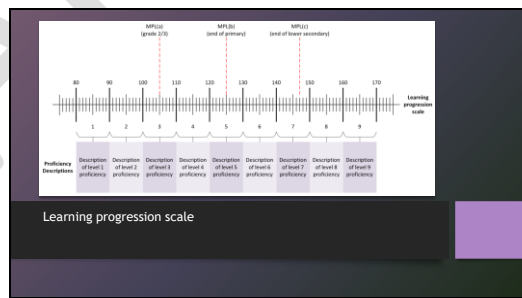 MPL(a) MPL(b) MPL(c)
(grade 2/3) (end of primary) (end of lower secondary)
80 90 100 110 120 130 140 150 160 170
Learning
progression
scale
1 2 3 4 5 6 7 8 9
Proficiency
Descriptions
Description
of level 1
proficiency
Description
of level 2
proficiency
Description
of level 3
proficiency
Description
of level 4
proficiency
Description
of level 5
proficiency
Description
of level 6
proficiency
Description
of level 7
proficiency
Description
of level 8
proficiency
Description
of level 9
proficiency
Learning progression scale